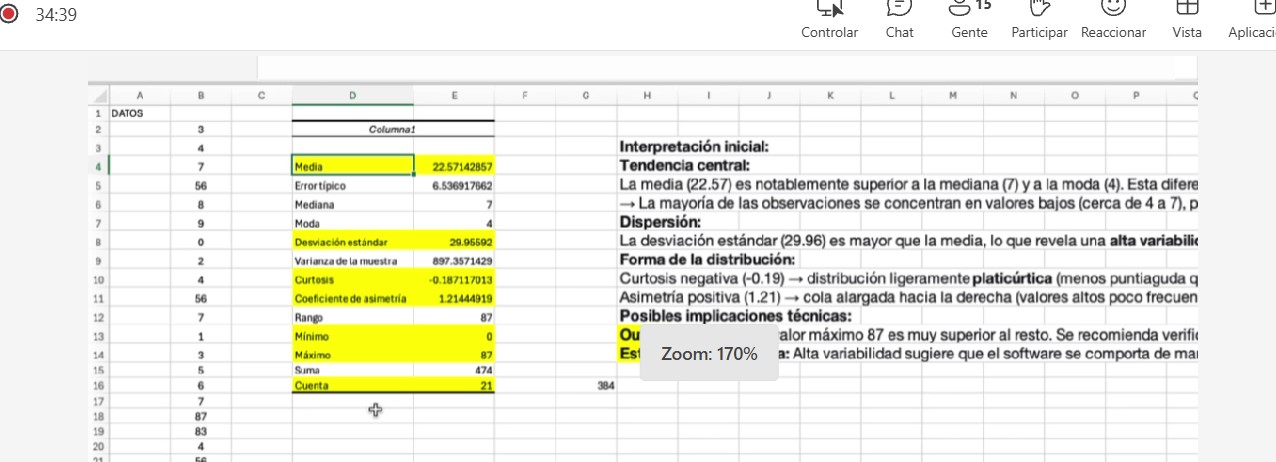 34:39
15
Controlar Chat Gente Participar Reaccionar Vista Aplicaci
A B C D E F G H I J K L M N O P
1 DATOS
2 3 Columna1
3 4 Interpretación inicial:
4 7 Media 22.57142857 Tendencia central:
5 56 Error típico 6.536917662 La media (22.57) es notablemente superior a la mediana (7) y a la moda (4). Esta difere
6 8 Mediana 7 → La mayoría de las observaciones se concentran en valores bajos (cerca de 4 a 7), p
7 9 Moda 4 Dispersión:
8 0 Desviación estándar 29.95592 La desviación estándar (29.96) es mayor que la media, lo que revela una alta variabilid
9 2 Varianza de la muestra 897.3571429 Forma de la distribución:
10 4 Curtosis -0.187117013 Curtosis negativa (-0.19) → distribución ligeramente platicúrtica (menos puntiaguda q
11 56 Coeficiente de asimetría 1.21444919 Asimetría positiva (1.21) → cola alargada hacia la derecha (valores altos poco frecuen
12 7 Rango 87 Posibles implicaciones técnicas:
13 1 Mínimo 0 Ou alor máximo 87 es muy superior al resto. Se recomienda verific
14 3 Máximo 87 Est a: Alta variabilidad sugiere que el software se comporta de mar
Zoom: 170%
15 5 Suma 474
16 6 Cuenta 21 384
17 7
18 87
19 83
20 4
21 56